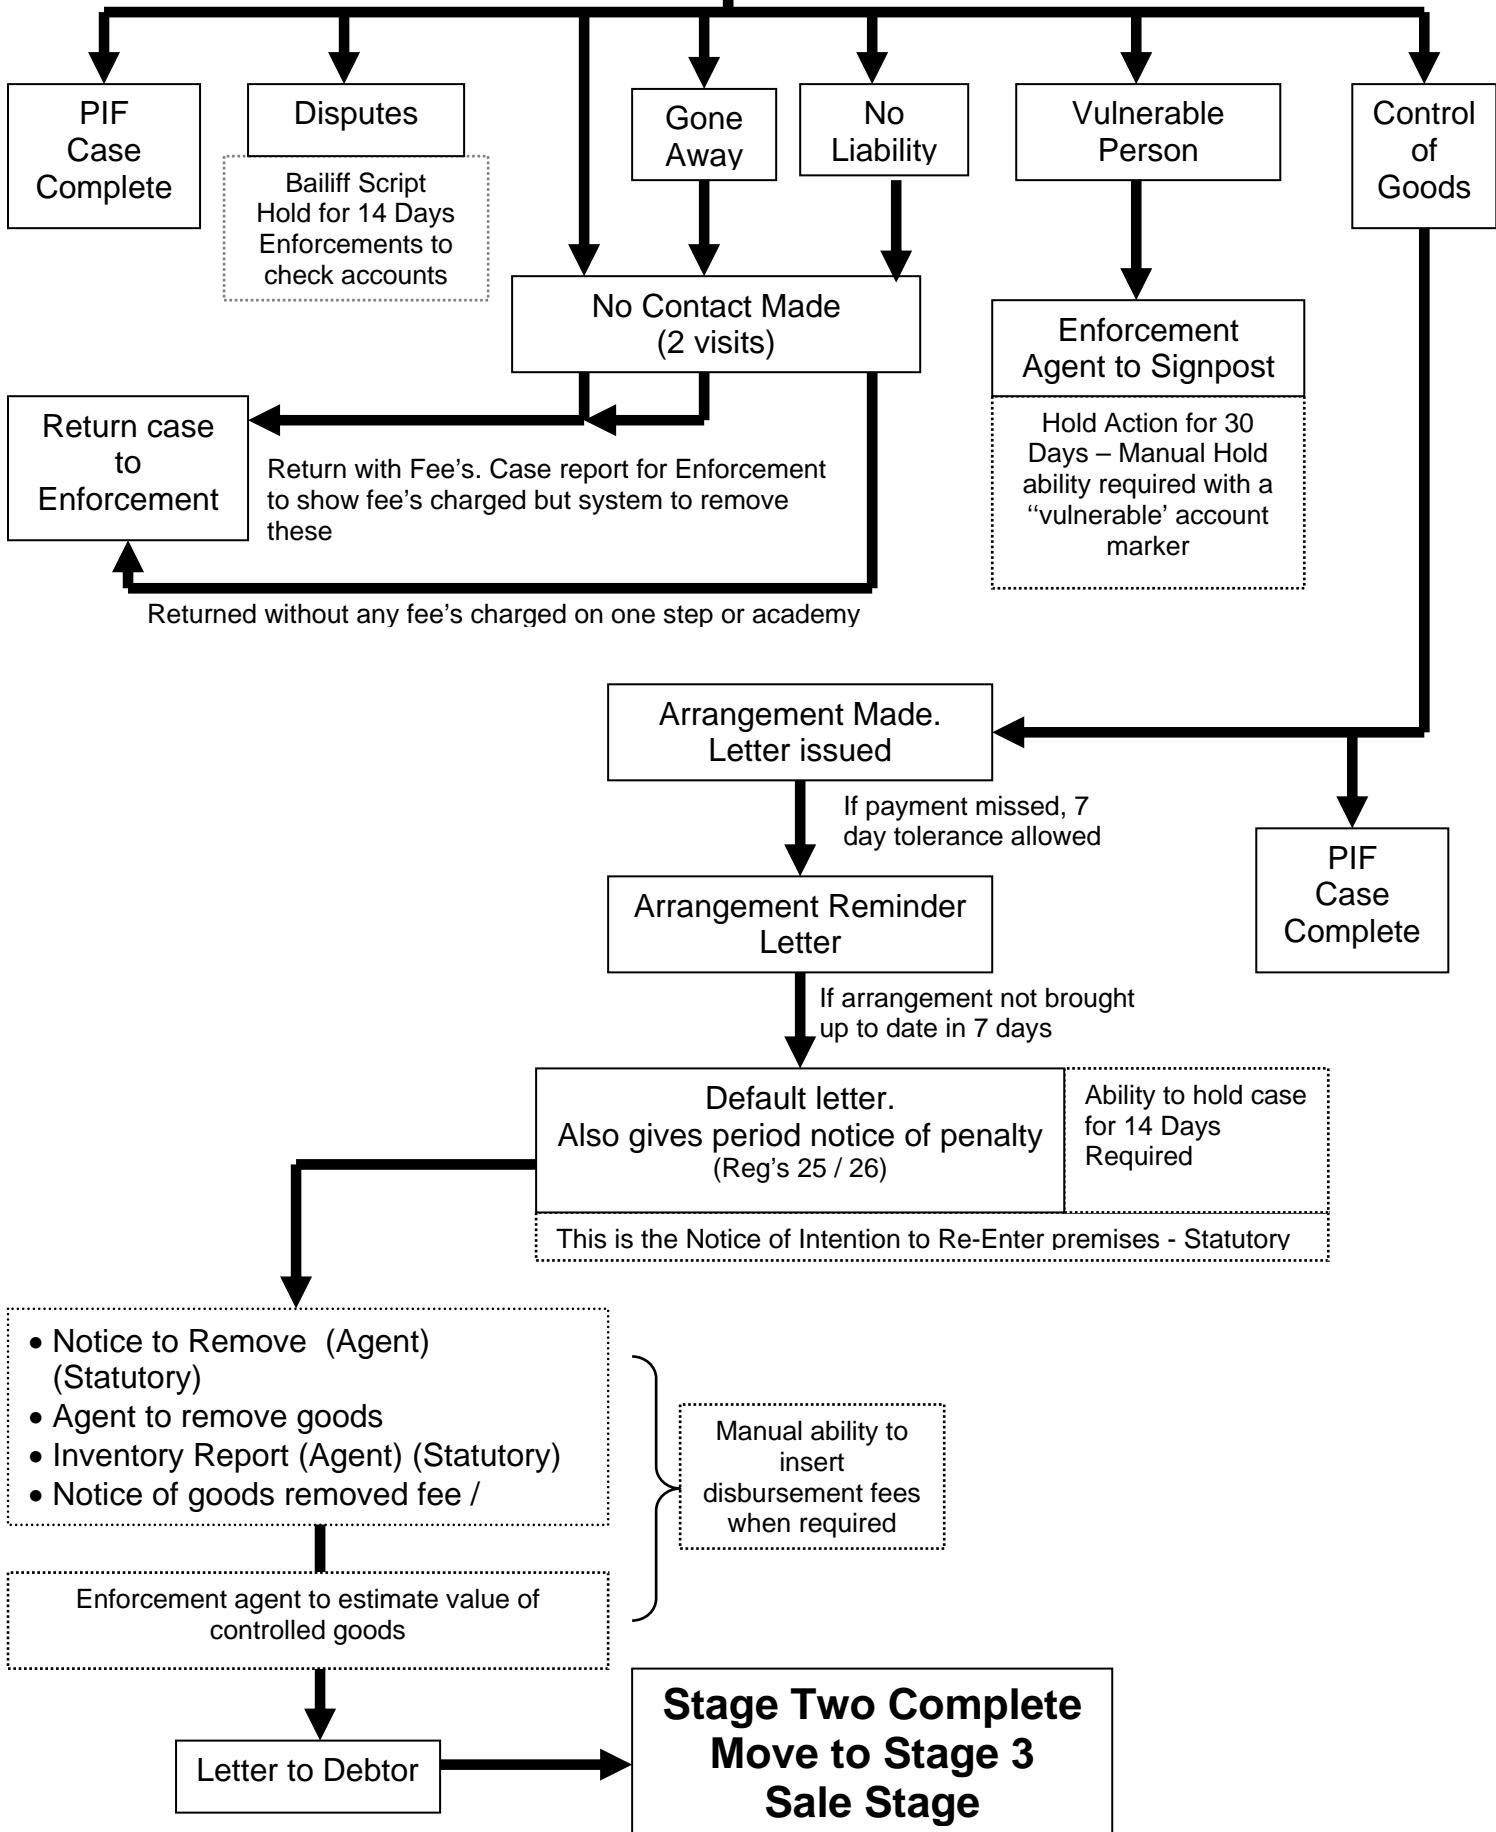 PIF
Case
Complete
Disputes
Bailiff Script
Hold for 14 Days
Enforcements to
check accounts
Gone
Away
No
Liability
Vulnerable
Person
Control
of
Goods
No Contact Made
(2 visits)
Enforcement
Agent to Signpost
Hold Action for 30
Days – Manual Hold
ability required with a
‘‘vulnerable’ account
marker
Return case
to
Enforcement
Return with Fee’s. Case report for Enforcement
to show fee’s charged but system to remove
these
Returned without any fee’s charged on one step or academy
Arrangement Made.
Letter issued
If payment missed, 7
day tolerance allowed
PIF
Case
Complete
Arrangement Reminder
Letter
If arrangement not brought
up to date in 7 days
Default letter.
Also gives period notice of penalty
(Reg’s 25 / 26)
Ability to hold case
for 14 Days
Required
This is the Notice of Intention to Re-Enter premises - Statutory
• Notice to Remove  (Agent)
(Statutory)
• Agent to remove goods
• Inventory Report (Agent) (Statutory)
• Notice of goods removed fee /
Manual ability to
insert
disbursement fees
when required
Enforcement agent to estimate value of
controlled goods
Letter to Debtor
Stage Two Complete
Move to Stage 3
Sale Stage